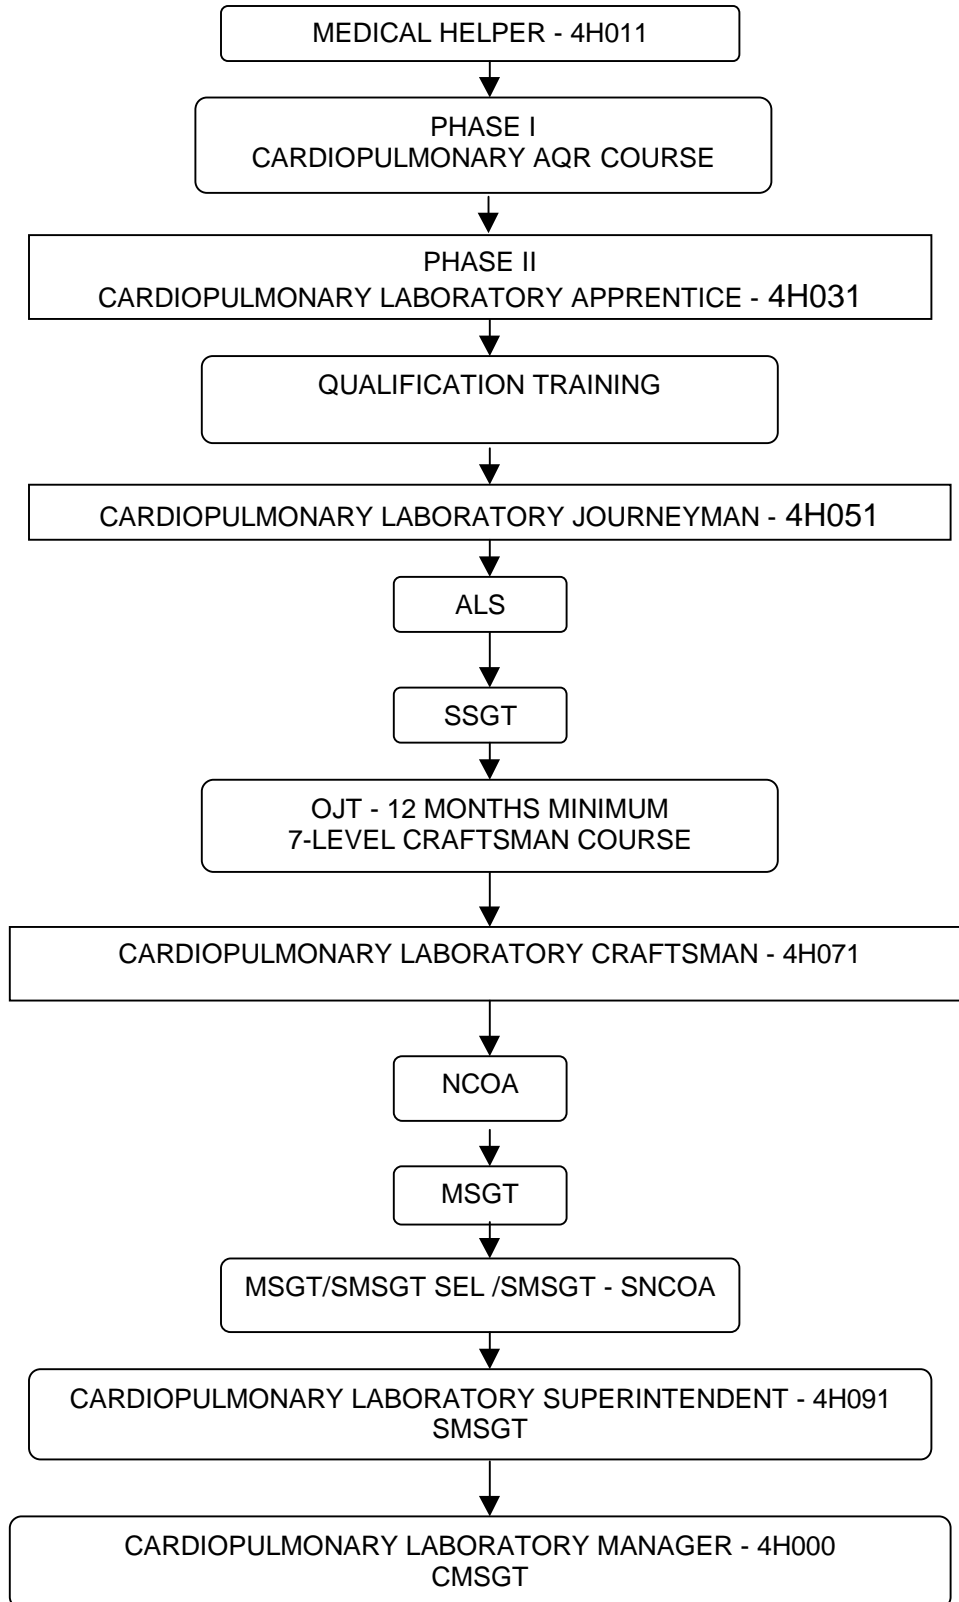 MEDICAL HELPER - 4H011
PHASE I
CARDIOPULMONARY AQR COURSE
PHASE II
CARDIOPULMONARY LABORATORY APPRENTICE - 4H031
QUALIFICATION TRAINING
CARDIOPULMONARY LABORATORY JOURNEYMAN - 4H051
ALS
SSGT
OJT - 12 MONTHS MINIMUM
7-LEVEL CRAFTSMAN COURSE
CARDIOPULMONARY LABORATORY CRAFTSMAN - 4H071
NCOA
MSGT
MSGT/SMSGT SEL /SMSGT - SNCOA
CARDIOPULMONARY LABORATORY SUPERINTENDENT - 4H091
SMSGT
CARDIOPULMONARY LABORATORY MANAGER - 4H000
CMSGT